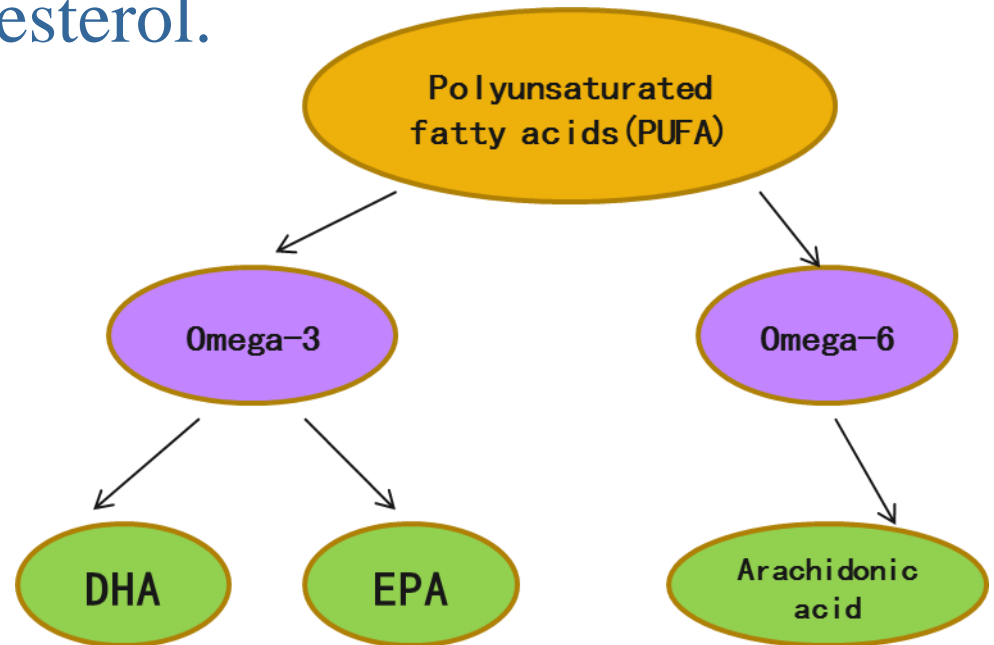 esterol.
Polyunsaturated
fatty acids(PUFA)
Omega-3
Omega-6
DHA
EPA
Arachidonic
acid